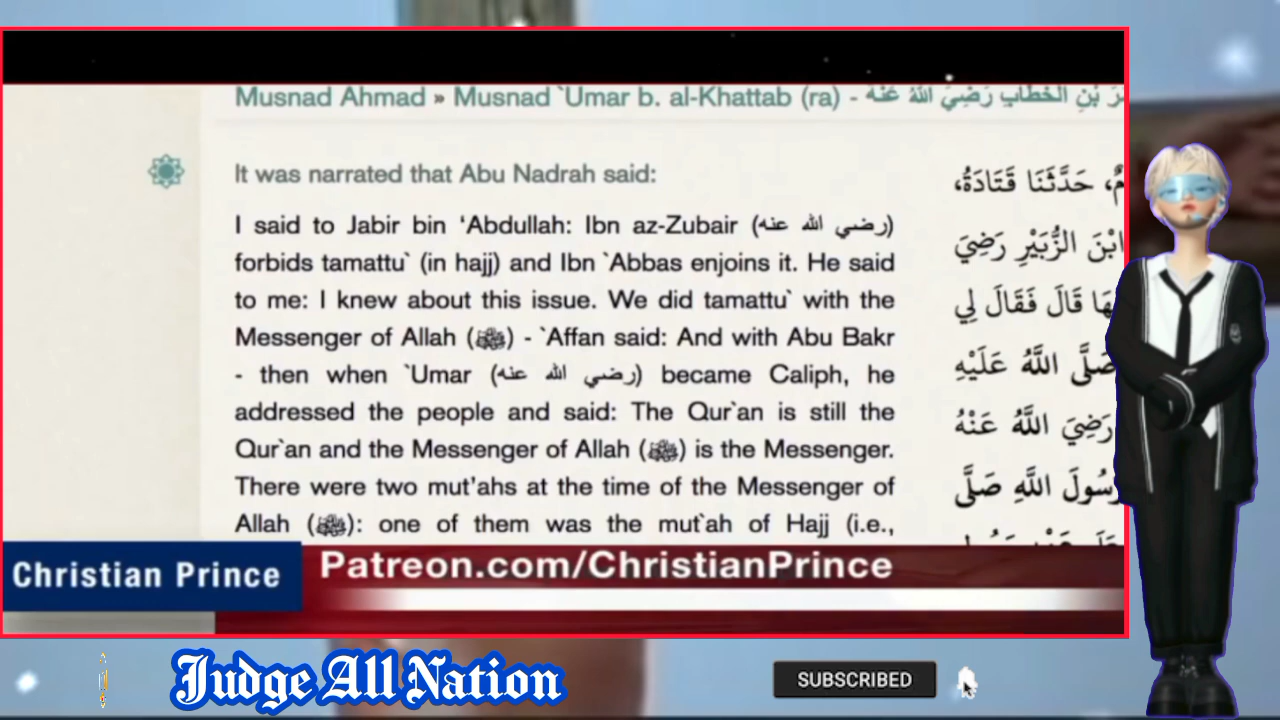 Musnad Ahmad » Musnad `Umar b. al-Khattab (ra) - رَ بْنِ الْخَطَّابِ رَضِيَ اللَّهُ عَنْهُ
It was narrated that Abu Nadrah said:
I said to Jabir bin ‘Abdullah: Ibn az-Zubair (رضي الله عنه)
forbids tamattu` (in hajj) and Ibn `Abbas enjoins it. He said
to me: I knew about this issue. We did tamattu` with the
Messenger of Allah (ﷺ) - `Affan said: And with Abu Bakr
- then when `Umar (رضي الله عنه) became Caliph, he
addressed the people and said: The Qur`an is still the
Qur`an and the Messenger of Allah (ﷺ) is the Messenger.
There were two mut’ahs at the time of the Messenger of
Allah (ﷺ): one of them was the mut`ah of Hajj (i.e.,
حَدَّثَنَا قَتَادَةُ،
ابْنَ الزُّبَيْرِ رَضِيَ
قَالَ فَقَالَ لِي
صَلَّى اللَّهُ عَلَيْهِ
رَضِيَ اللَّهُ عَنْهُ
رَسُولَ اللَّهِ صَلَّى
Christian Prince
Patreon.com/ChristianPrince
Judge All Nation
SUBSCRIBED